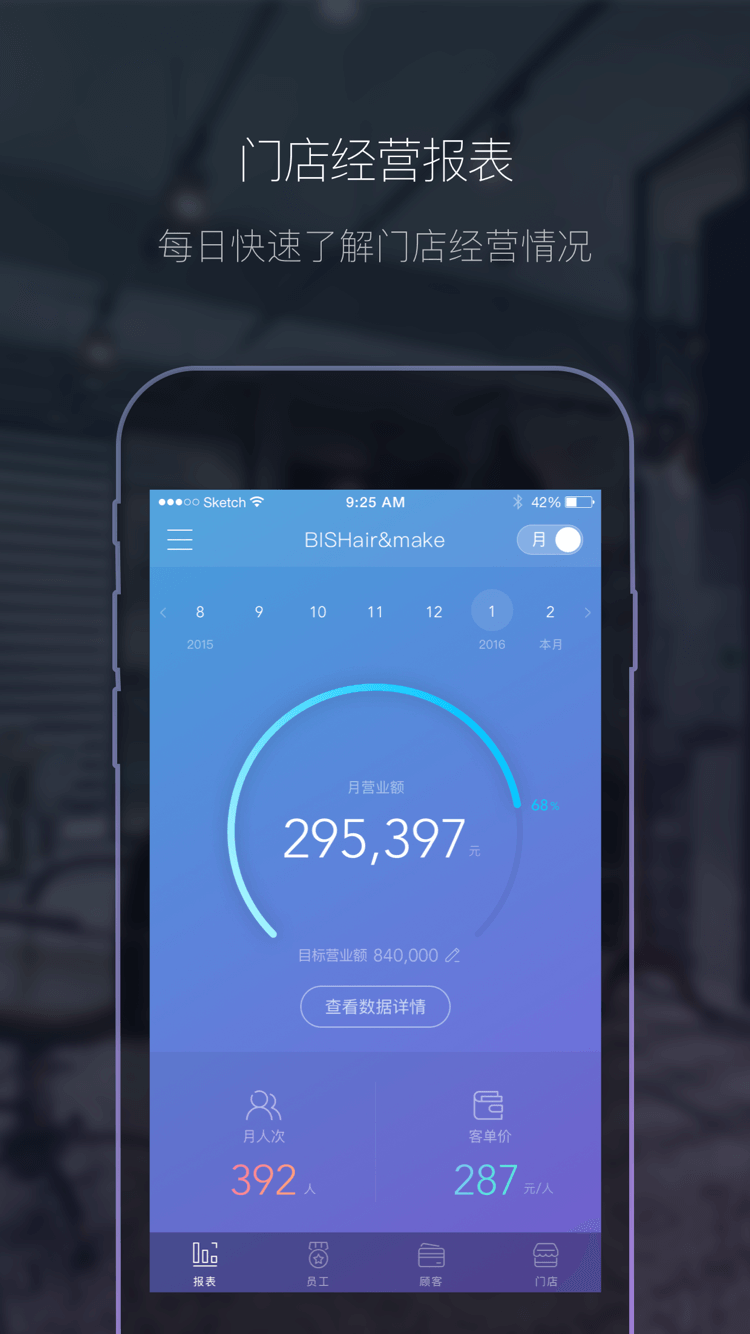 门店经营报表
每日快速了解门店经营情况
Sketch 9:25 AM 42%
BISHair&make 月
8 9 10 11 12 1 2
2015 2016 本月
月营业额
68%
295,397 元
目标营业额 840,000
查看数据详情
月人次 客单价
392 人 287 元/人
报表 员工 顾客 门店